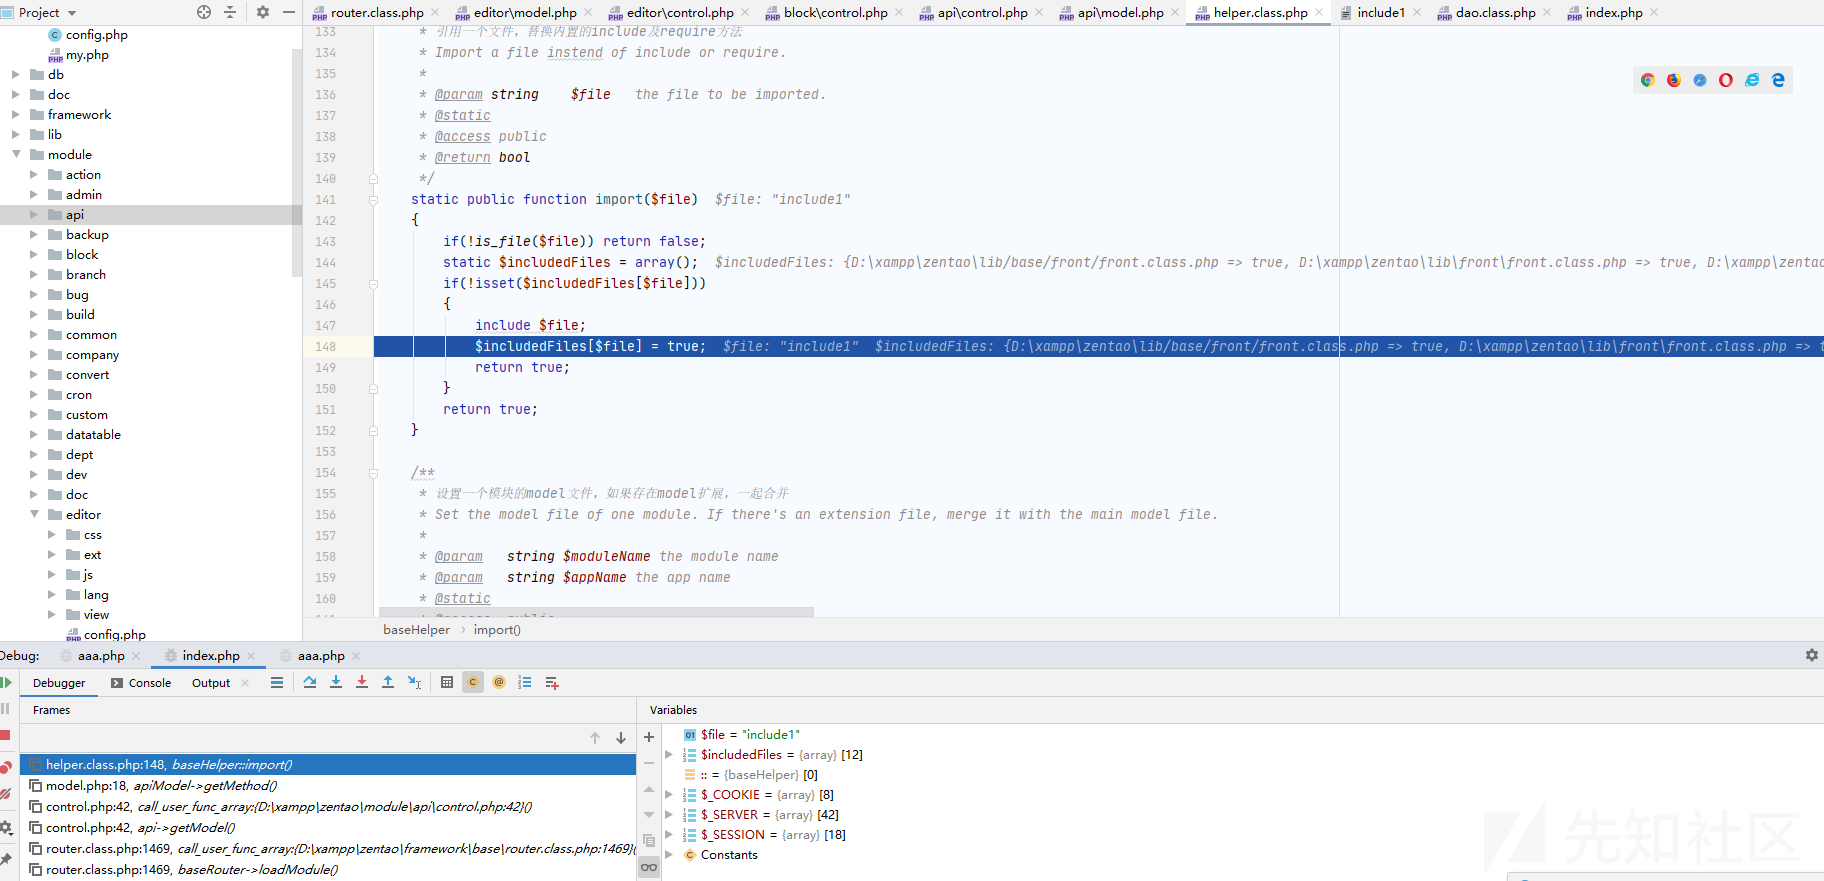 Project
router.class.php
editor\model.php
editor\control.php
block\control.php
api\control.php
api\model.php
helper.class.php
include1
dao.class.php
index.php
config.php
my.php
db
doc
framework
lib
module
action
admin
api
backup
block
branch
bug
build
common
company
convert
cron
custom
datatable
dept
dev
doc
editor
css
ext
js
lang
view
config.php
133 * 引用一个文件，替换内置的include及require方法
134 * Import a file instend of include or require.
135 *
136 * @param string $file the file to be imported.
137 * @static
138 * @access public
139 * @return bool
140 */
141 static public function import($file) $file: "include1"
142 {
143 if(!is_file($file)) return false;
144 static $includedFiles = array(); $includedFiles: {D:\xampp\zentao\lib/base/front/front.class.php => true, D:\xampp\zentao\lib\front\front.class.php => true, D:\xampp\zentao
145 if(!isset($includedFiles[$file]))
146 {
147 include $file;
148 $includedFiles[$file] = true; $file: "include1" $includedFiles: {D:\xampp\zentao\lib/base/front/front.class.php => true, D:\xampp\zentao\lib\front\front.class.php => t
149 return true;
150 }
151 return true;
152 }
153
154 /**
155 * 设置一个模块的model文件，如果存在model扩展，一起合并
156 * Set the model file of one module. If there's an extension file, merge it with the main model file.
157 *
158 * @param string $moduleName the module name
159 * @param string $appName the app name
160 * @static
baseHelper › import()
Debug:
aaa.php
index.php
aaa.php
Debugger
Console
Output
Frames
Variables
helper.class.php:148, baseHelper::import()
model.php:18, apiModel->getMethod()
control.php:42, call_user_func_array:{D:\xampp\zentao\module\api\control.php:42}()
control.php:42, api->getModel()
router.class.php:1469, call_user_func_array:{D:\xampp\zentao\framework\base\router.class.php:1469}(
router.class.php:1469, baseRouter->loadModule()
$file = "include1"
$includedFiles = {array} [12]
:: = {baseHelper} [0]
$_COOKIE = {array} [8]
$_SERVER = {array} [42]
$_SESSION = {array} [18]
Constants
先知社区